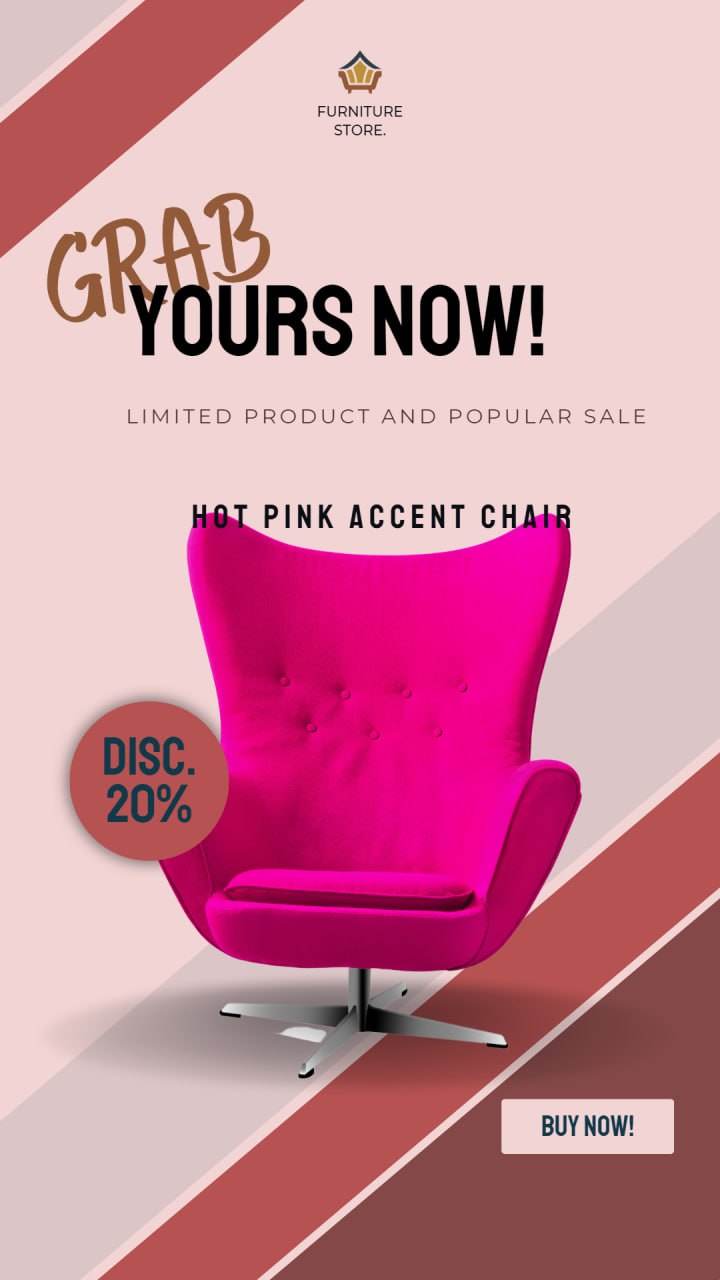 FURNITURE
STORE.
GRAB
YOURS NOW!
LIMITED PRODUCT AND POPULAR SALE
HOT PINK ACCENT CHAIR
DISC.
20%
BUY NOW!